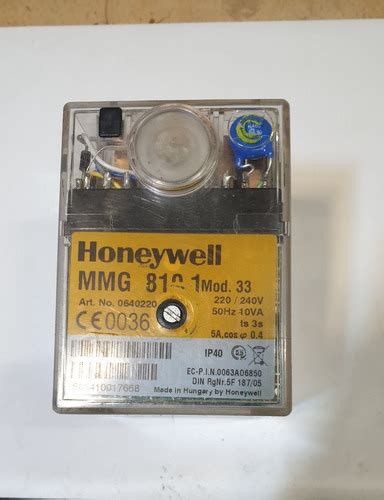 Honeywell
MMG 810.1 Mod. 33
Art. No. 0640220
220 / 240V
50Hz 10VA
CE0036
ts 3s
5A, cos φ 0.4
IP40
EC-P.I.N.0063AO6850
DIN RgNr.5F 187/05
Made in Hungary by Honeywell